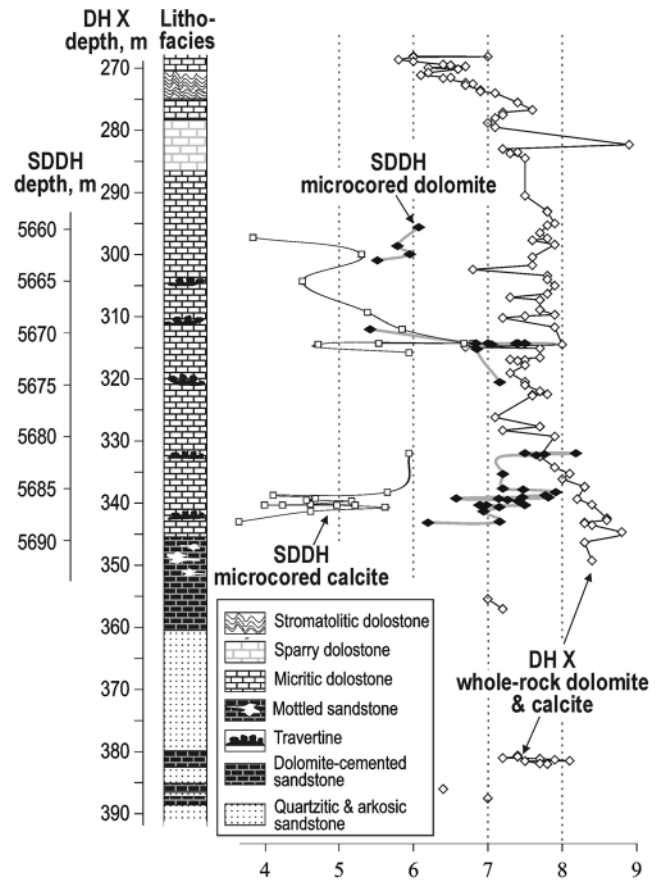 DH X
depth, m
Litho-
facies
270
280
SDDH
depth, m
290
5660
300
5665
310
5670
320
5675
330
5680
340
5685
350
5690
360
370
380
390
SDDH
microcored dolomite
SDDH
microcored calcite
DH X
whole-rock dolomite
& calcite
Stromatolitic dolostone
Sparry dolostone
Micritic dolostone
Mottled sandstone
Travertine
Dolomite-cemented
sandstone
Quartzitic & arkosic
sandstone
4 5 6 7 8 9